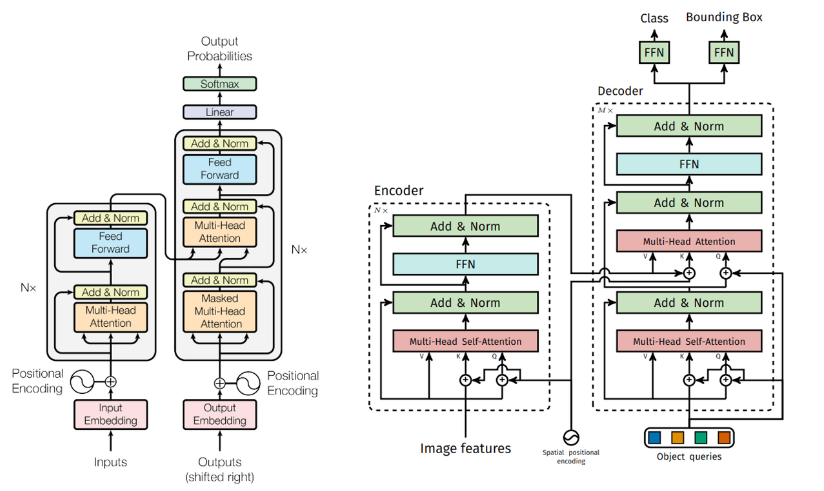 Output
Probabilities
Softmax
Linear
Add & Norm
Feed
Forward
Add & Norm
Multi-Head
Attention
Add & Norm
Masked
Multi-Head
Attention
N×
Add & Norm
Feed
Forward
N×
Add & Norm
Multi-Head
Attention
Positional
Encoding
Positional
Encoding
Input
Embedding
Output
Embedding
Inputs
Outputs
(shifted right)
Class
Bounding Box
FFN
FFN
Decoder
M×
Add & Norm
FFN
Add & Norm
Multi-Head Attention
V
K
Q
Add & Norm
Multi-Head Self-Attention
V
K
Q
Encoder
N×
Add & Norm
FFN
Add & Norm
Multi-Head Self-Attention
V
K
Q
Image features
Spatial positional
encoding
Object queries